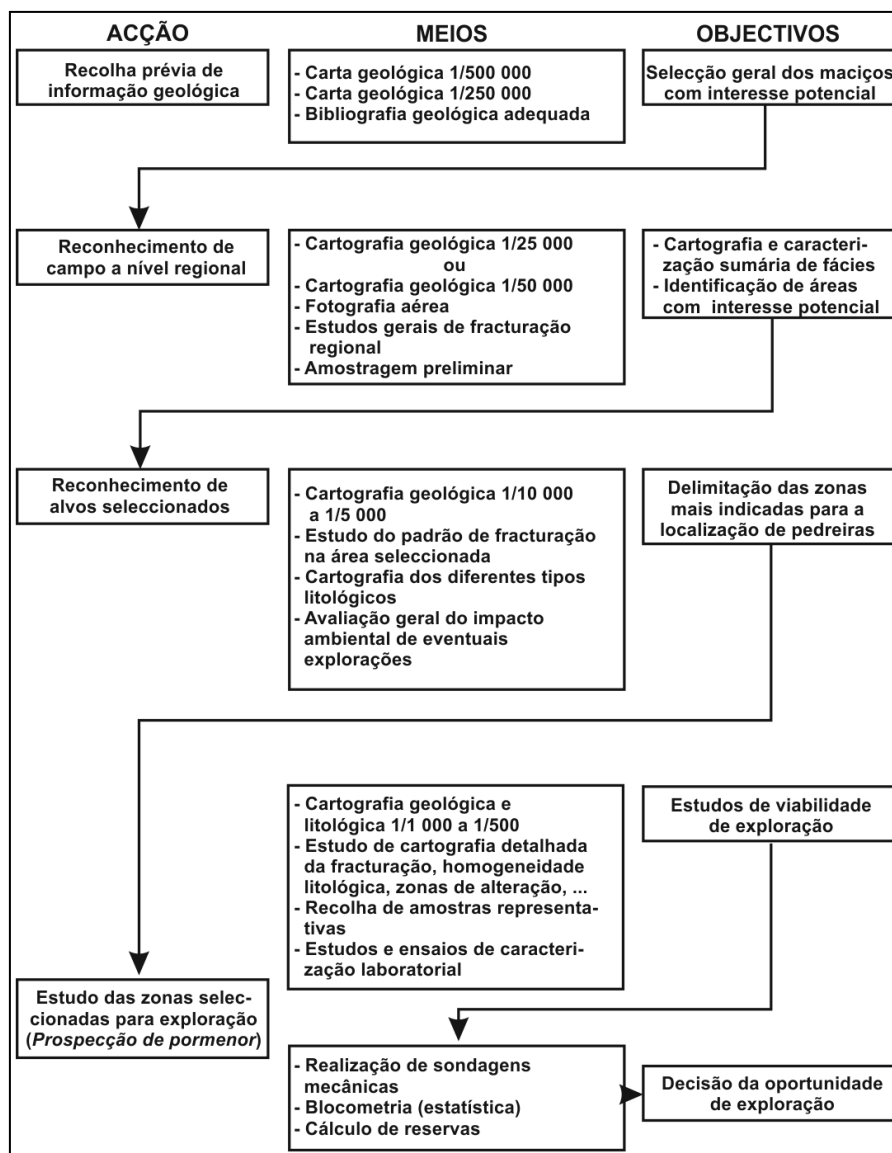 ACÇÃO
MEIOS
OBJECTIVOS
Recolha prévia de
informação geológica
- Carta geológica 1/500 000
- Carta geológica 1/250 000
- Bibliografia geológica adequada
Selecção geral dos maciços
com interesse potencial
Reconhecimento de
campo a nível regional
- Cartografia geológica 1/25 000
ou
- Cartografia geológica 1/50 000
- Fotografia aérea
- Estudos gerais de fracturação
regional
- Amostragem preliminar
- Cartografia e caracteri-
zação sumária de fácies
- Identificação de áreas
com interesse potencial
Reconhecimento de
alvos seleccionados
- Cartografia geológica 1/10 000
a 1/5 000
- Estudo do padrão de fracturação
na área seleccionada
- Cartografia dos diferentes tipos
litológicos
- Avaliação geral do impacto
ambiental de eventuais
explorações
Delimitação das zonas
mais indicadas para a
localização de pedreiras
- Cartografia geológica e
litológica 1/1 000 a 1/500
- Estudo de cartografia detalhada
da fracturação, homogeneidade
litológica, zonas de alteração, ...
- Recolha de amostras representa-
tivas
- Estudos e ensaios de caracteri-
zação laboratorial
Estudos de viabilidade
de exploração
Estudo das zonas selec-
cionadas para exploração
(Prospecção de pormenor)
- Realização de sondagens
mecânicas
- Blocometria (estatística)
- Cálculo de reservas
Decisão da oportunidade
de exploração